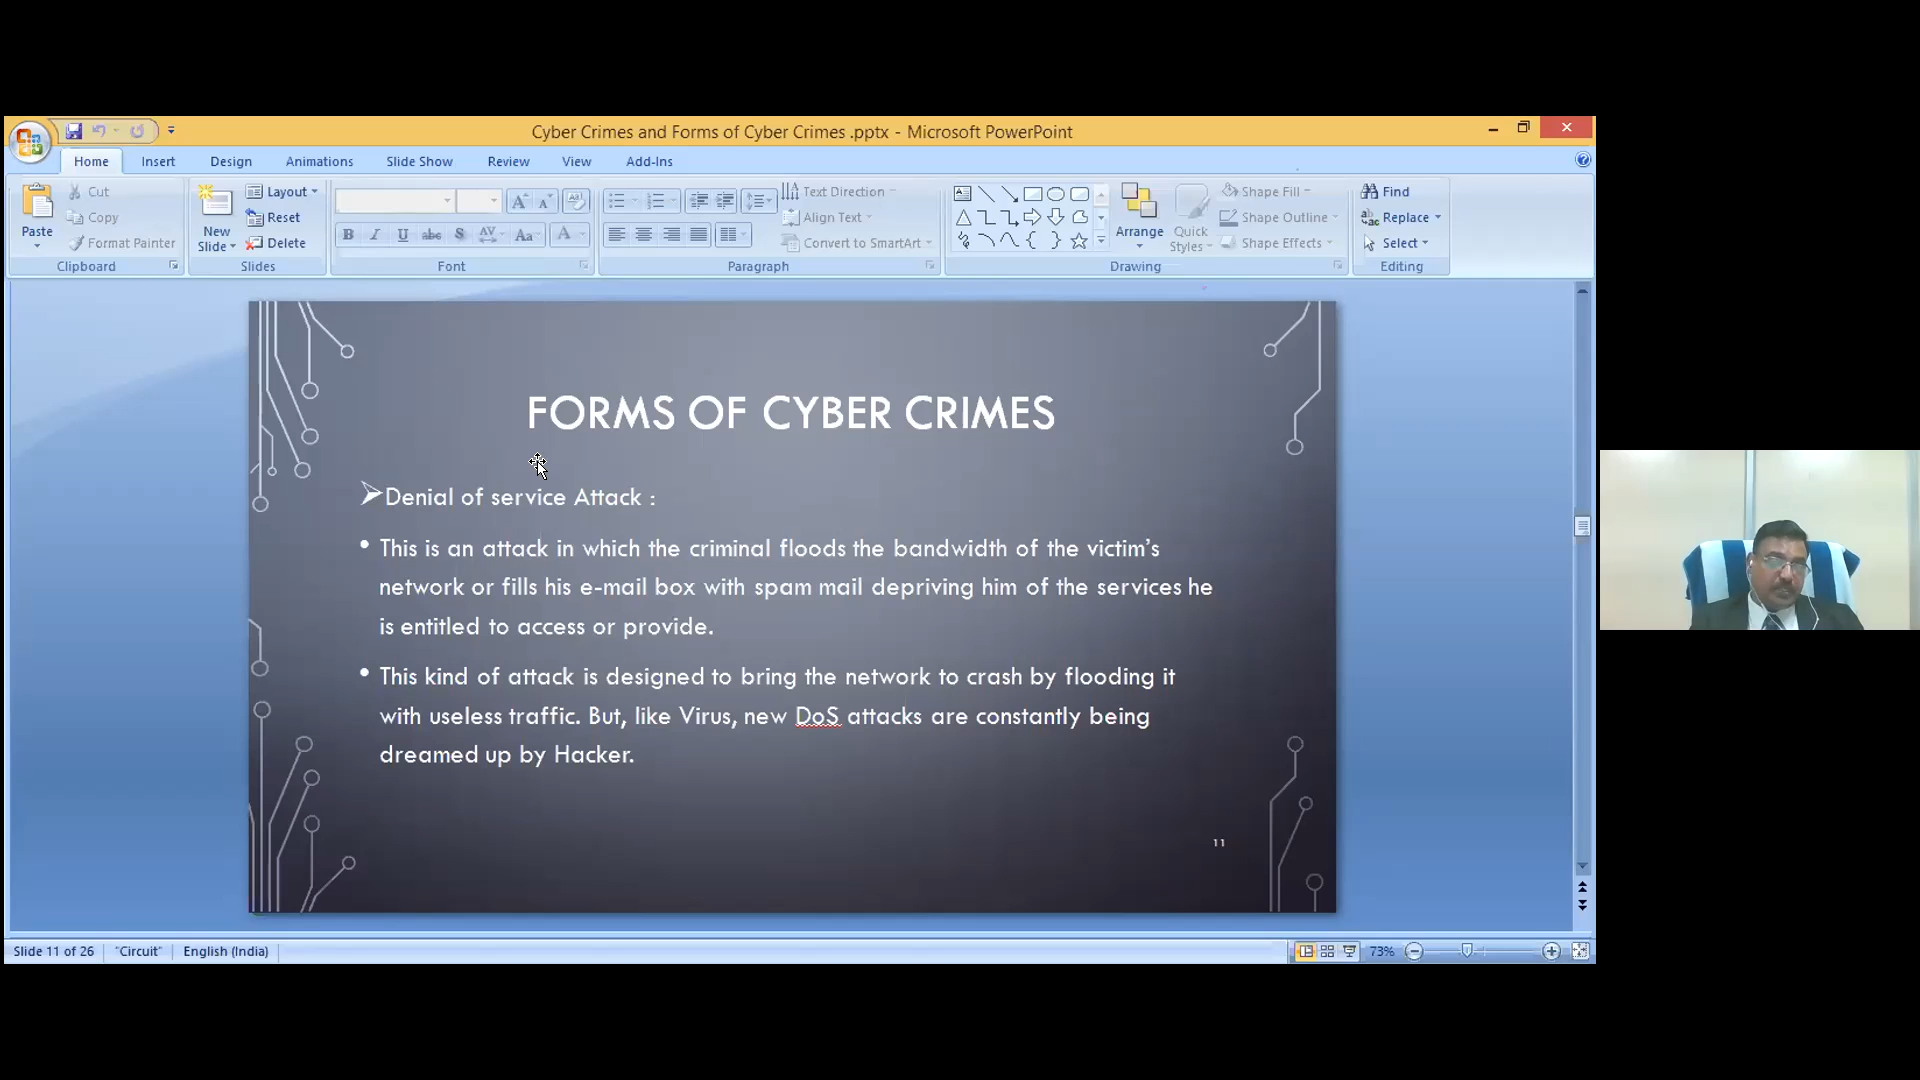 Cyber Crimes and Forms of Cyber Crimes .pptx - Microsoft PowerPoint
Home Insert Design Animations Slide Show Review View Add-Ins
Paste
Cut
Copy
Format Painter
Clipboard
New Slide
Layout
Reset
Delete
Slides
Font
Text Direction
Align Text
Convert to SmartArt
Paragraph
Arrange
Quick Styles
Shape Fill
Shape Outline
Shape Effects
Drawing
Find
Replace
Select
Editing
FORMS OF CYBER CRIMES
Denial of service Attack :
• This is an attack in which the criminal floods the bandwidth of the victim’s
network or fills his e-mail box with spam mail depriving him of the services he
is entitled to access or provide.
• This kind of attack is designed to bring the network to crash by flooding it
with useless traffic. But, like Virus, new DoS attacks are constantly being
dreamed up by Hacker.
11
Slide 11 of 26 "Circuit" English (India) 73%